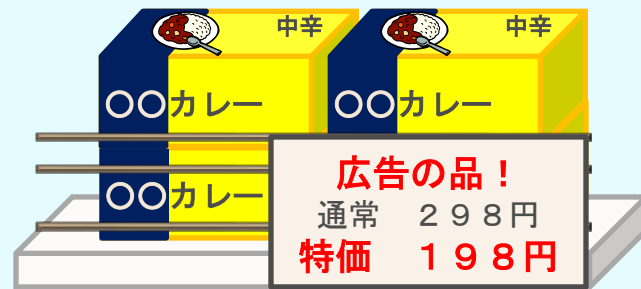 中辛
中辛
〇〇カレー
〇〇カレー
〇〇カレー
広告の品！
通常　２９８円
特価　１９８円